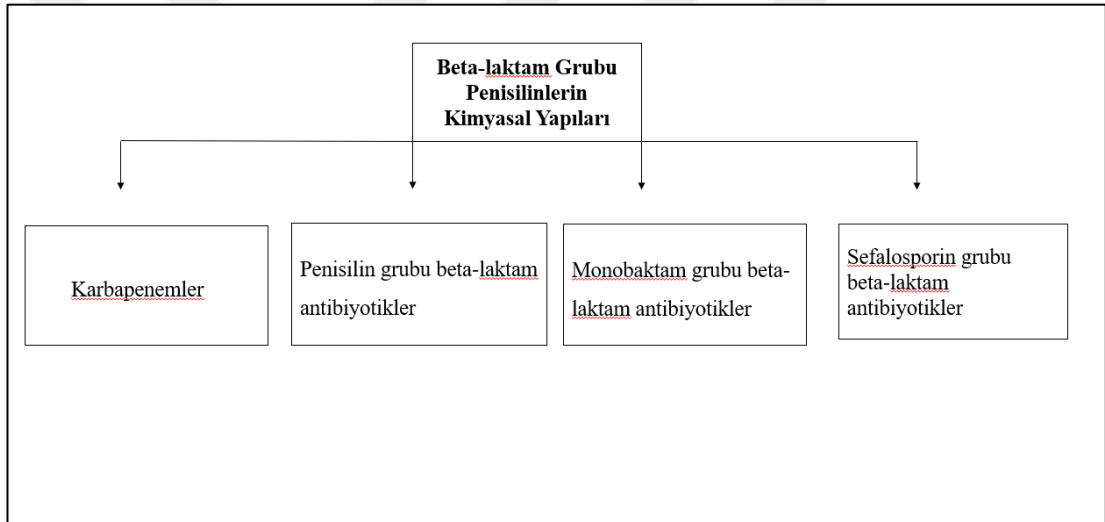 Beta-laktam Grubu
Penisilinlerin
Kimyasal Yapıları
Karbapenemler
Penisilin grubu beta-laktam
antibiyotikler
Monobaktam grubu beta-
laktam antibiyotikler
Sefalosporin grubu
beta-laktam
antibiyotikler